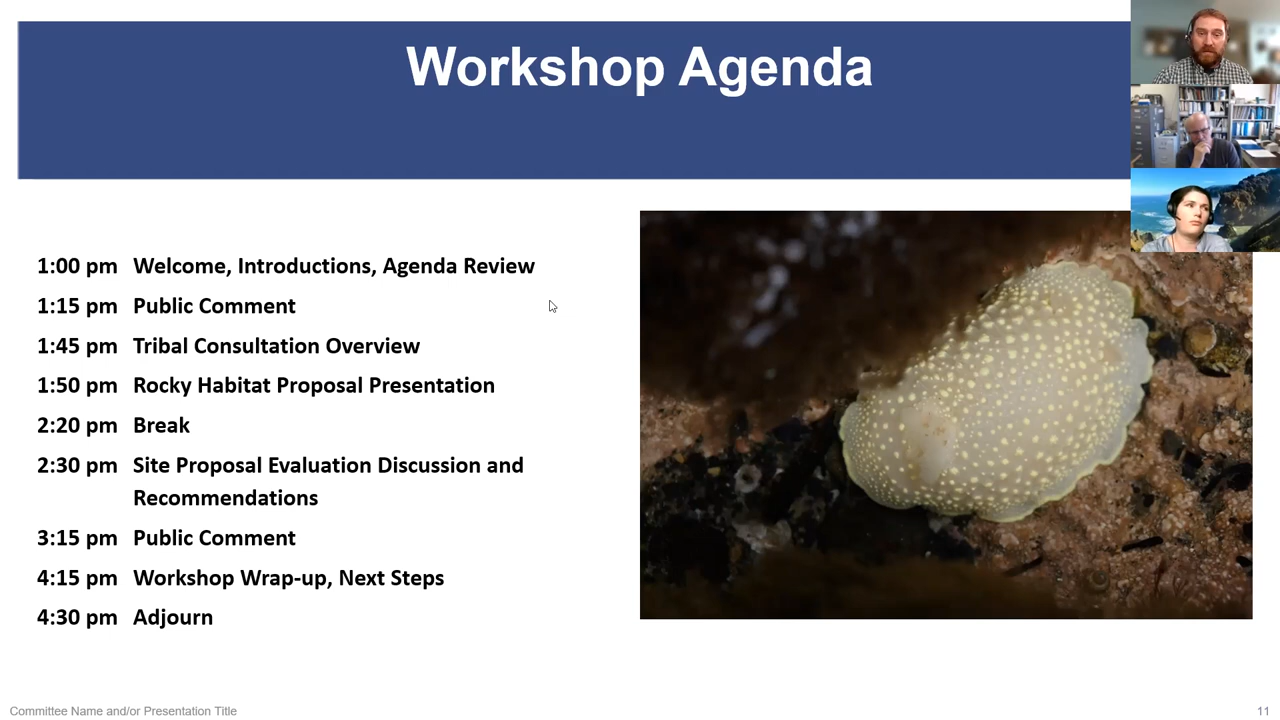 Workshop Agenda
1:00 pm Welcome, Introductions, Agenda Review
1:15 pm Public Comment
1:45 pm Tribal Consultation Overview
1:50 pm Rocky Habitat Proposal Presentation
2:20 pm Break
2:30 pm Site Proposal Evaluation Discussion and
Recommendations
3:15 pm Public Comment
4:15 pm Workshop Wrap-up, Next Steps
4:30 pm Adjourn
Committee Name and/or Presentation Title
11